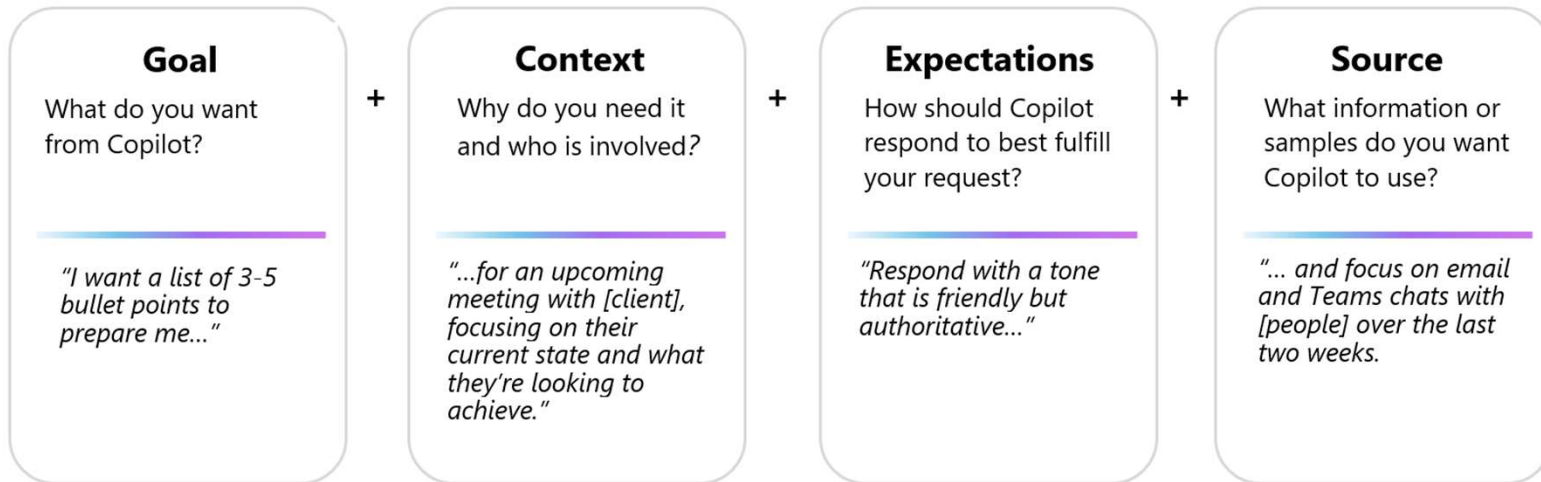 Goal
What do you want
from Copilot?
“I want a list of 3-5
bullet points to
prepare me...”
+
Context
Why do you need it
and who is involved?
“...for an upcoming
meeting with [client],
focusing on their
current state and what
they’re looking to
achieve.”
+
Expectations
How should Copilot
respond to best fulfill
your request?
“Respond with a tone
that is friendly but
authoritative...”
+
Source
What information or
samples do you want
Copilot to use?
“... and focus on email
and Teams chats with
[people] over the last
two weeks.